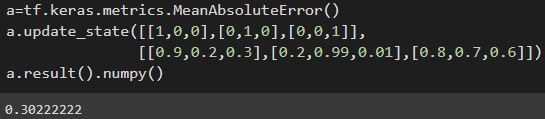 a=tf.keras.metrics.MeanAbsoluteError()
a.update_state([[1,0,0],[0,1,0],[0,0,1]],
[[0.9,0.2,0.3],[0.2,0.99,0.01],[0.8,0.7,0.6]])
a.result().numpy()
0.30222222